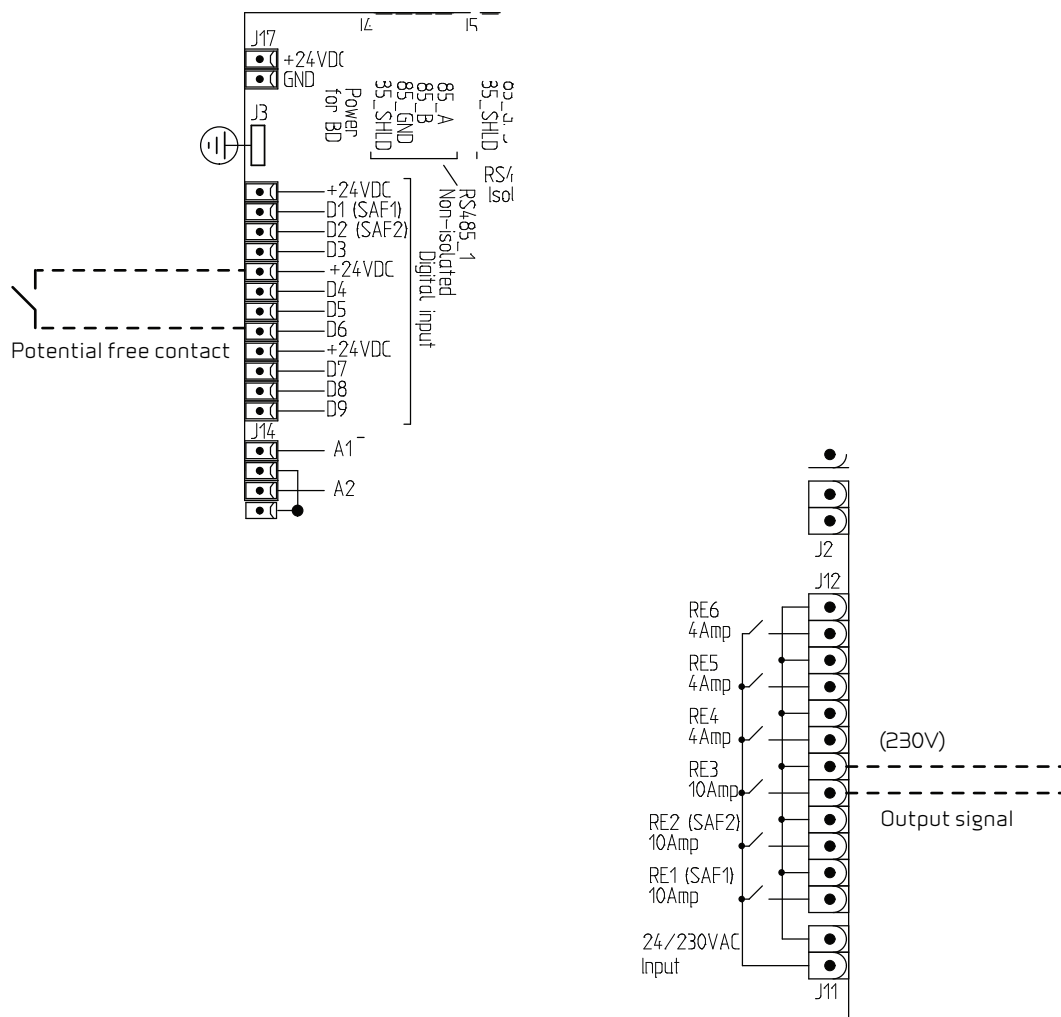 J4
J5
J17
+24VDC
GND
Power
for BD
85_GND
85_B
85_A
J3
RS485_1
Non-isolated
+24VDC
D1 (SAF1)
D2 (SAF2)
D3
+24VDC
D4
D5
D6
+24VDC
D7
D8
D9
Digital input
Potential free contact
J14
A1
A2
J2
J12
RE6
4Amp
RE5
4Amp
RE4
4Amp
RE3
10Amp
RE2 (SAF2)
10Amp
RE1 (SAF1)
10Amp
24/230VAC
Input
J11
(230V)
Output signal